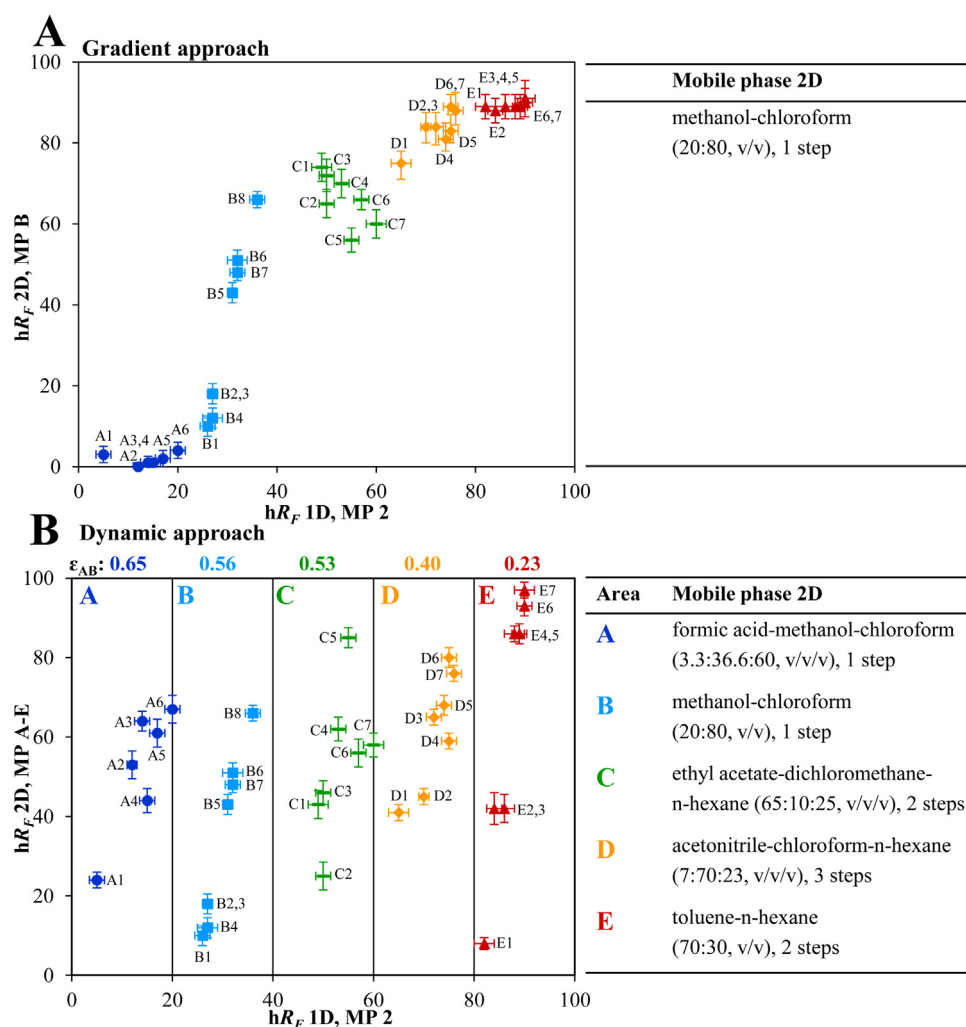 A
Gradient approach
100
80
60
40
20
0
hRF 2D, MP B
A1
A3,4
A2
A5
A6
B1
B4
B2,3
B5
B7
B6
B8
C1
C3
C4
C2
C6
C7
C5
D1
D2,3
D6,7
D5
D4
E1
E3,4,5
E2
E6,7
0 20 40 60 80 100
hRF 1D, MP 2
Mobile phase 2D
methanol-chloroform
(20:80, v/v), 1 step
B
Dynamic approach
εAB: 0.65 0.56 0.53 0.40 0.23
100
80
60
40
20
0
hRF 2D, MP A-E
A B C D E
A6
A3
A5
A2
A4
A1
B8
B6
B7
B5
B2,3
B4
B1
C5
C4
C7
C6
C3
C1
C2
D6
D7
D5
D3
D4
D1
D2
E7
E6
E4,5
E2,3
E1
0 20 40 60 80 100
hRF 1D, MP 2
Area Mobile phase 2D
A formic acid-methanol-chloroform
(3.3:36.6:60, v/v/v), 1 step
B methanol-chloroform
(20:80, v/v), 1 step
C ethyl acetate-dichloromethane-
n-hexane (65:10:25, v/v/v), 2 steps
D acetonitrile-chloroform-n-hexane
(7:70:23, v/v/v), 3 steps
E toluene-n-hexane
(70:30, v/v), 2 steps